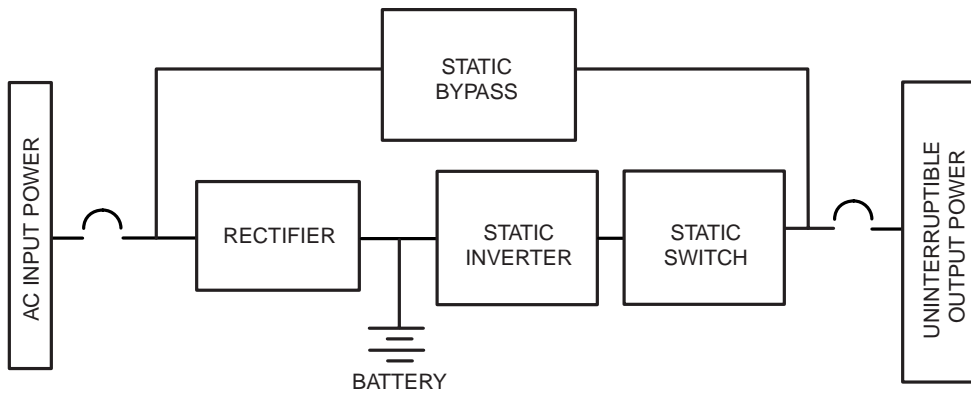 STATIC
BYPASS
AC INPUT POWER
RECTIFIER
STATIC
INVERTER
STATIC
SWITCH
UNINTERRUPTIBLE
OUTPUT POWER
BATTERY